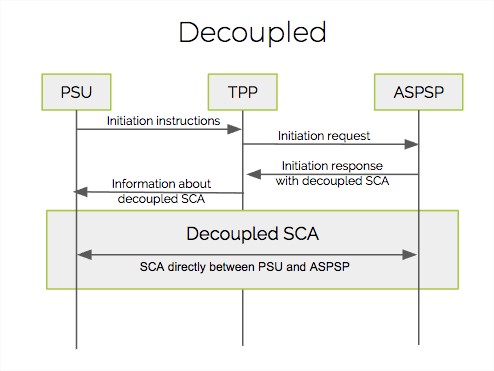 Decoupled
PSU TPP ASPSP
Initiation instructions
Initiation request
Initiation response
with decoupled SCA
Information about
decoupled SCA
Decoupled SCA
SCA directly between PSU and ASPSP